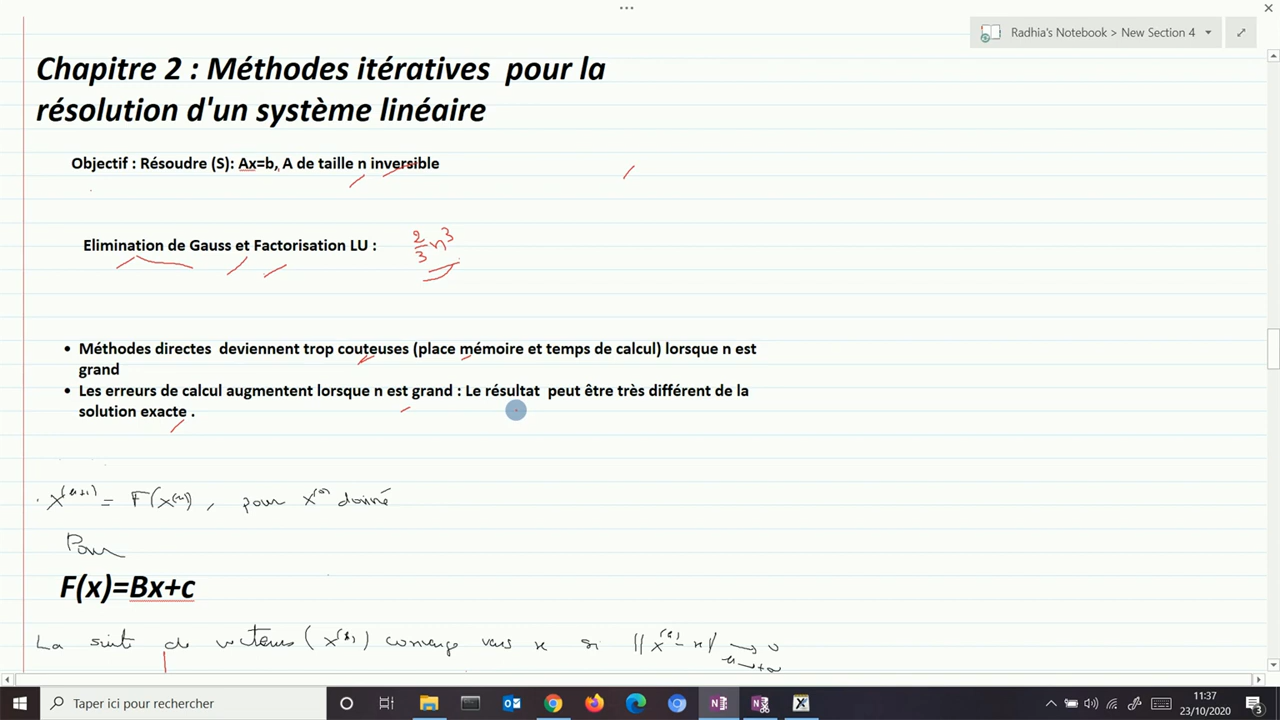 Radhia's Notebook > New Section 4
Chapitre 2 : Méthodes itératives pour la
résolution d'un système linéaire
Objectif : Résoudre (S): Ax=b, A de taille n inversible
Elimination de Gauss et Factorisation LU : 2/3 n³
• Méthodes directes deviennent trop couteuses (place mémoire et temps de calcul) lorsque n est
grand
• Les erreurs de calcul augmentent lorsque n est grand : Le résultat peut être très différent de la
solution exacte .
pour x⁽⁰⁾ donné
Pour
F(x)=Bx+c
La suite de vecteurs (x⁽ᵏ⁾) converge vers x si
Taper ici pour rechercher
11:37
23/10/2020
3